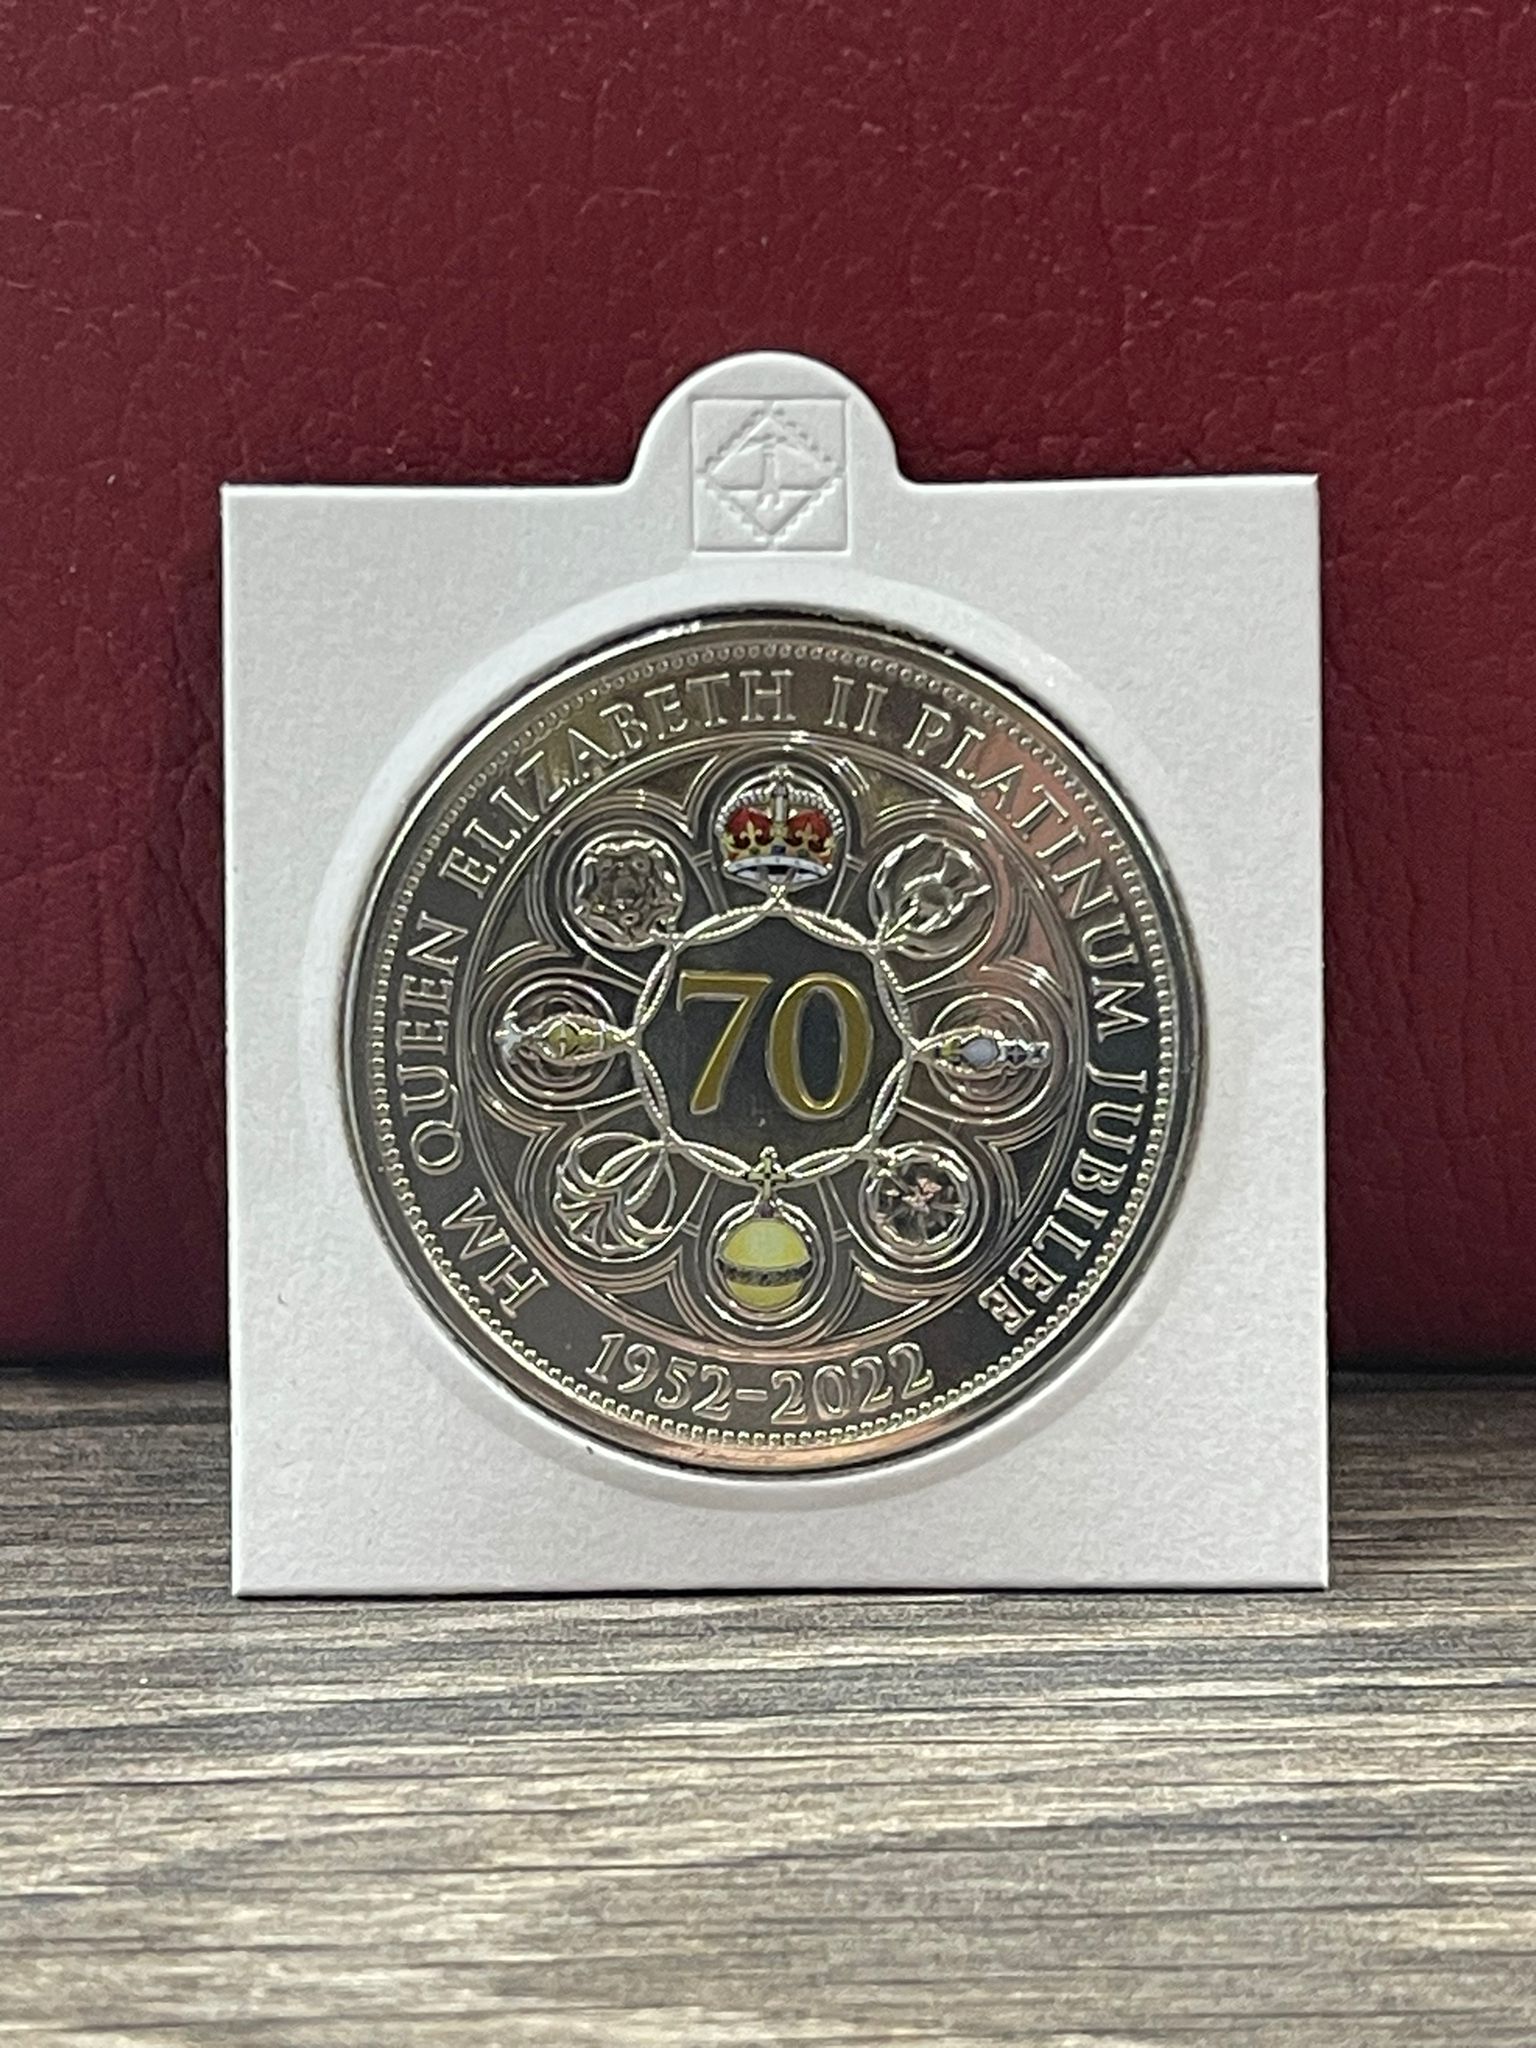 HM QUEEN ELIZABETH II PLATINUM JUBILEE
70
1952-2022